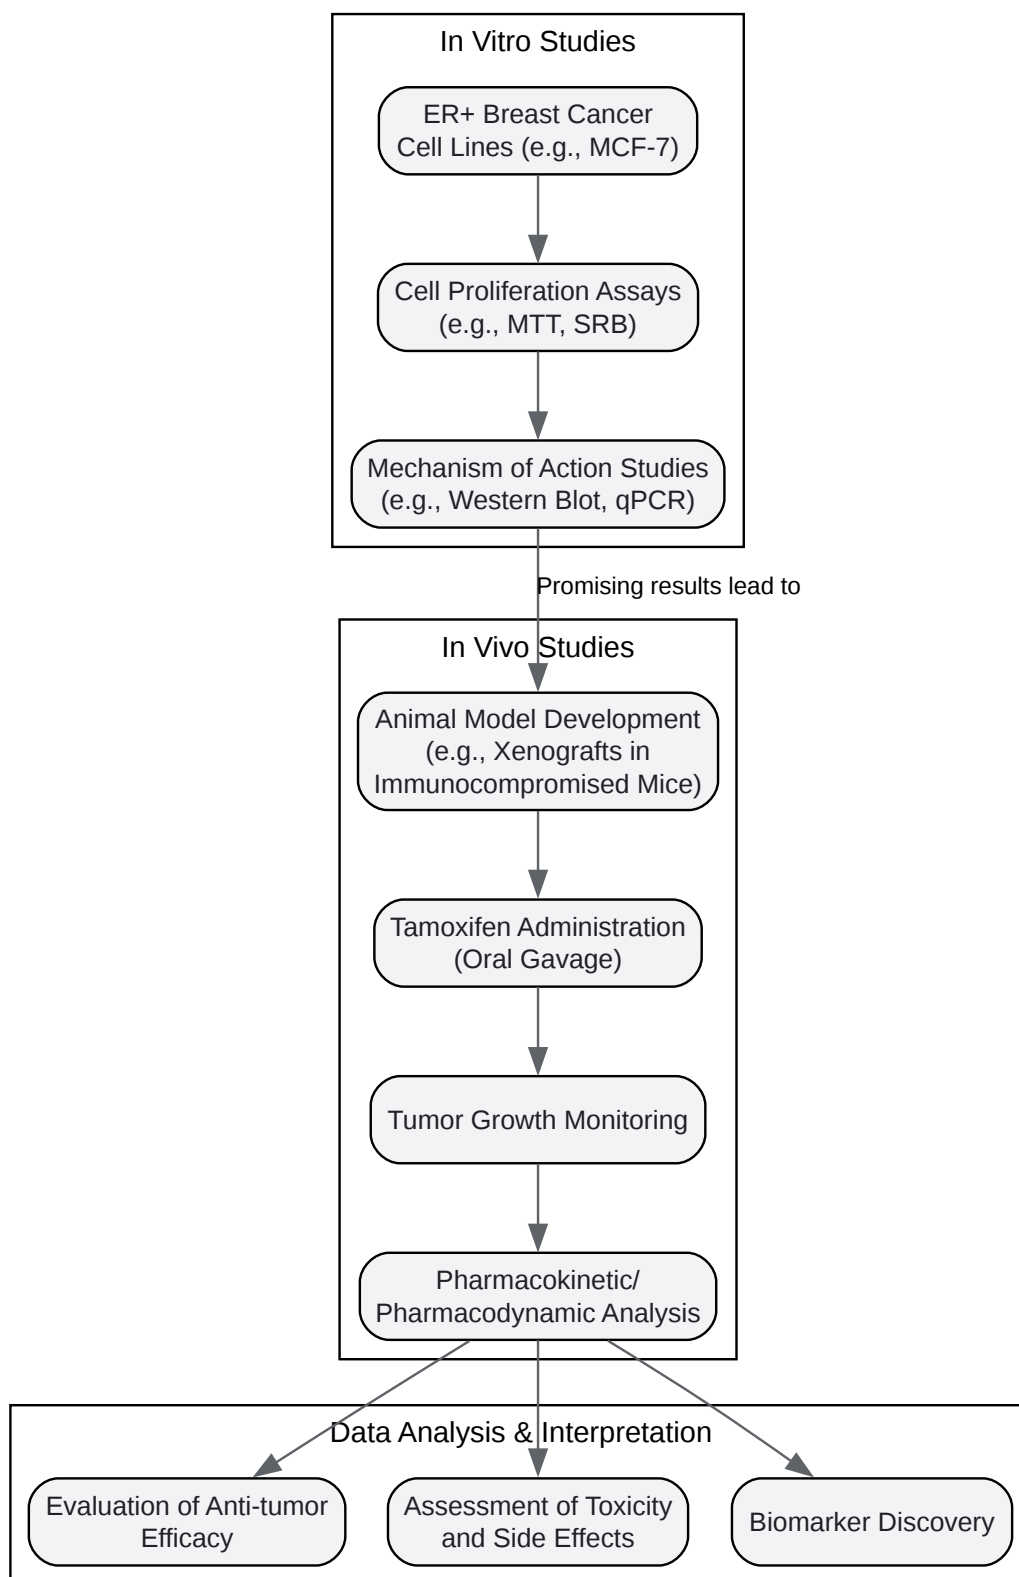 In Vitro Studies
ER+ Breast Cancer
Cell Lines (e.g., MCF-7)
Cell Proliferation Assays
(e.g., MTT, SRB)
Mechanism of Action Studies
(e.g., Western Blot, qPCR)
Promising results lead to
In Vivo Studies
Animal Model Development
(e.g., Xenografts in
Immunocompromised Mice)
Tamoxifen Administration
(Oral Gavage)
Tumor Growth Monitoring
Pharmacokinetic/
Pharmacodynamic Analysis
Data Analysis & Interpretation
Evaluation of Anti-tumor
Efficacy
Assessment of Toxicity
and Side Effects
Biomarker Discovery